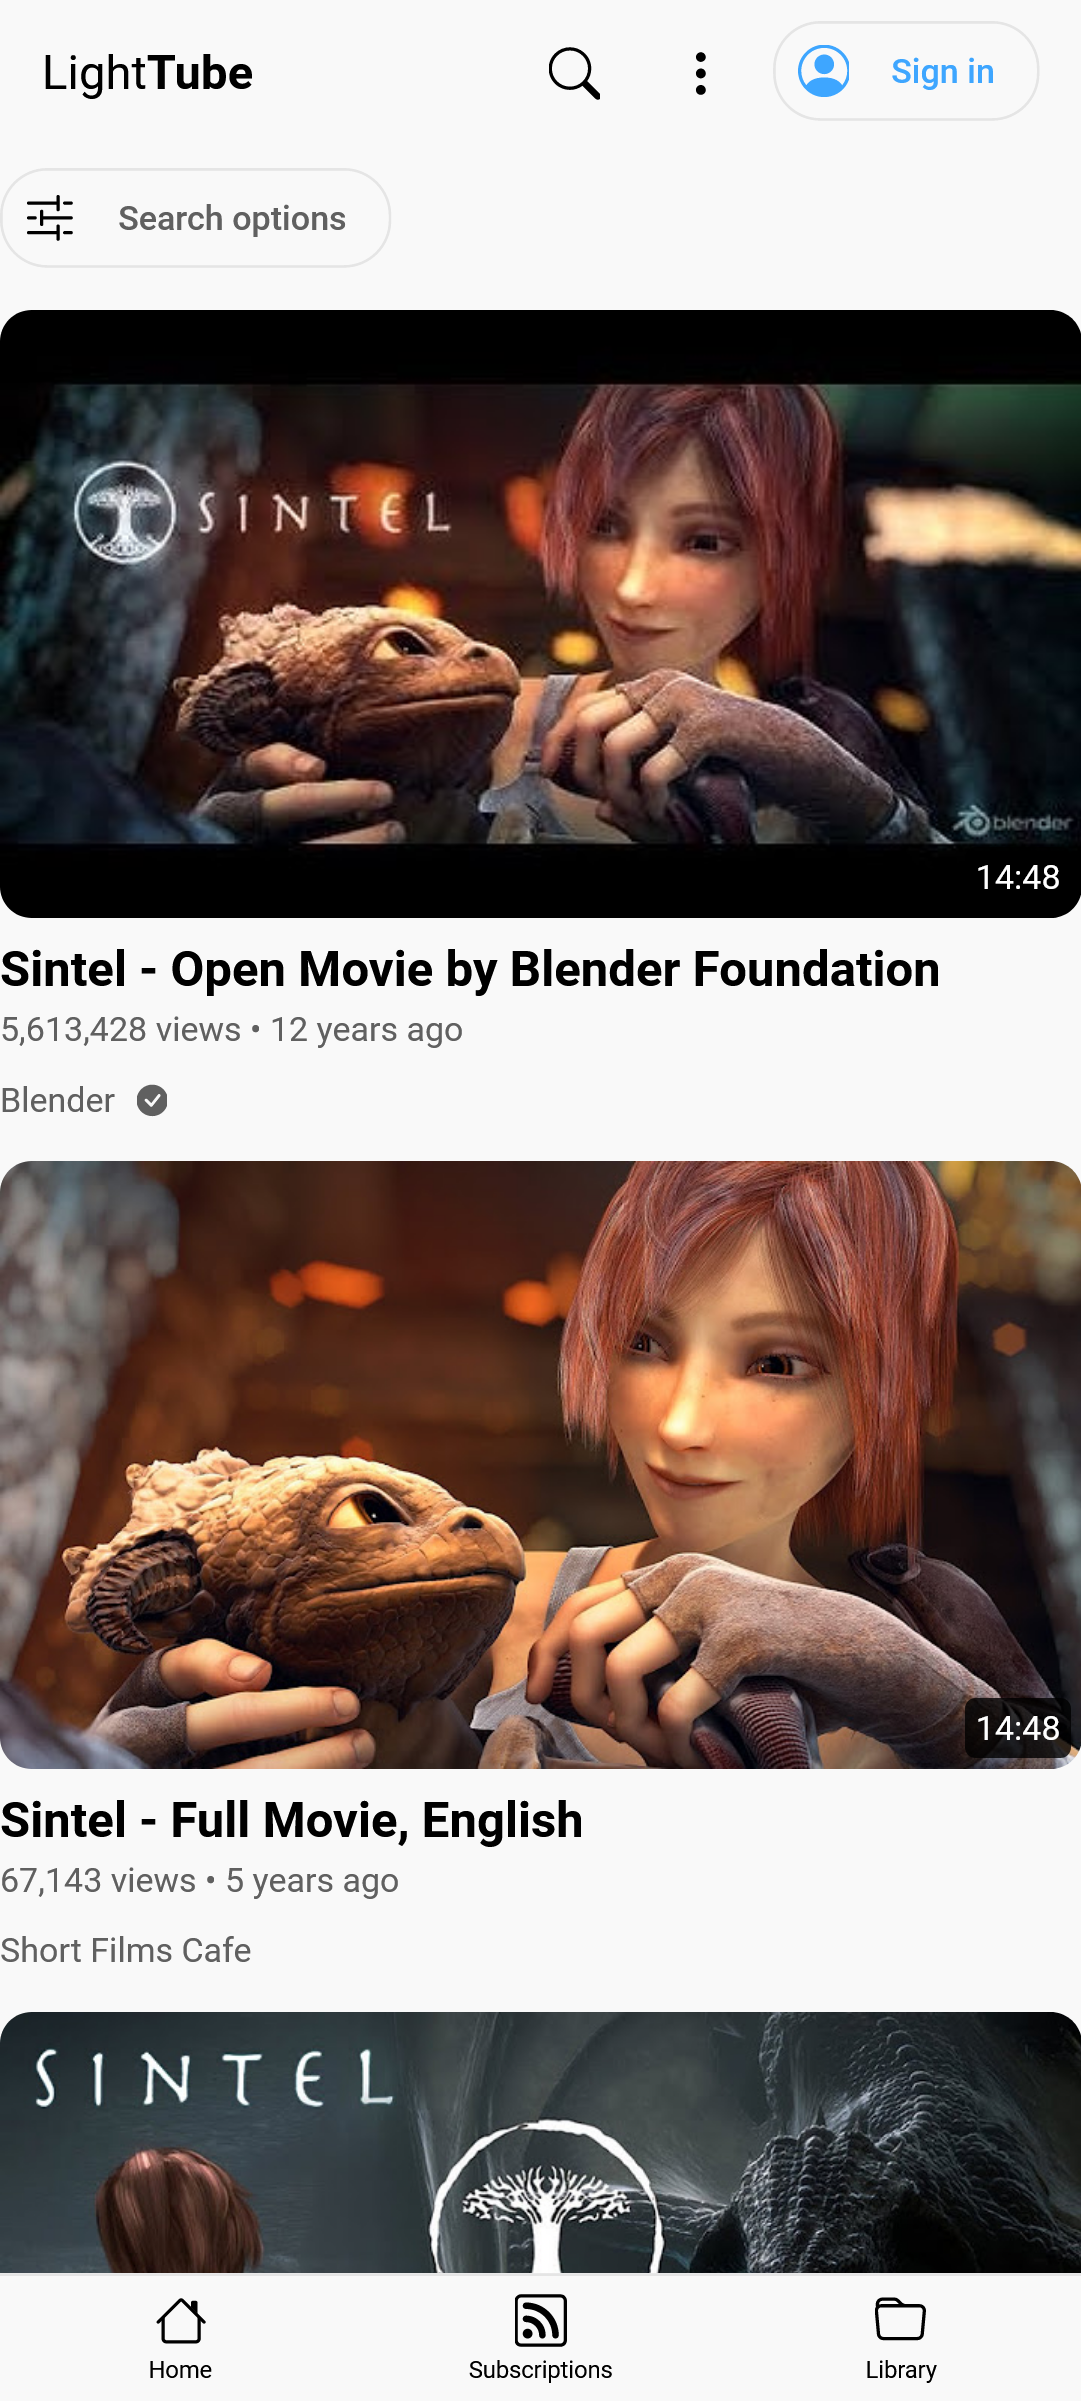 LightTube
Sign in
Search options
SINTEL
blender
14:48
Sintel - Open Movie by Blender Foundation
5,613,428 views • 12 years ago
Blender
14:48
Sintel - Full Movie, English
67,143 views • 5 years ago
Short Films Cafe
SINTEL
Home
Subscriptions
Library